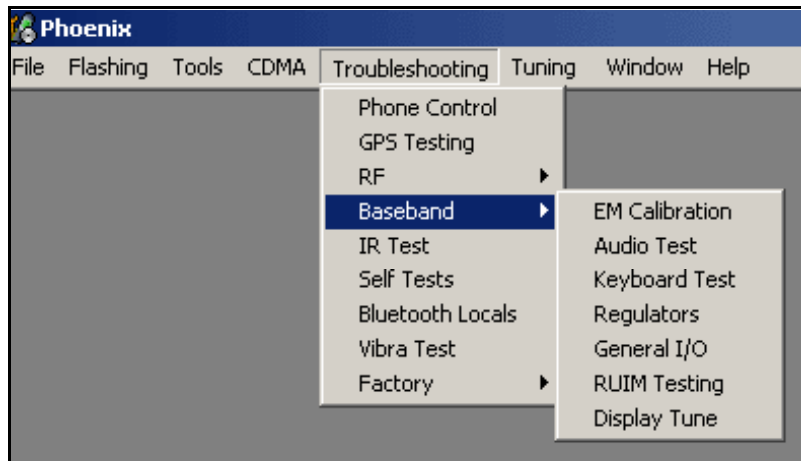 Phoenix
File Flashing Tools CDMA Troubleshooting Tuning Window Help
Phone Control
GPS Testing
RF
Baseband
IR Test
Self Tests
Bluetooth Locals
Vibra Test
Factory
EM Calibration
Audio Test
Keyboard Test
Regulators
General I/O
RUIM Testing
Display Tune